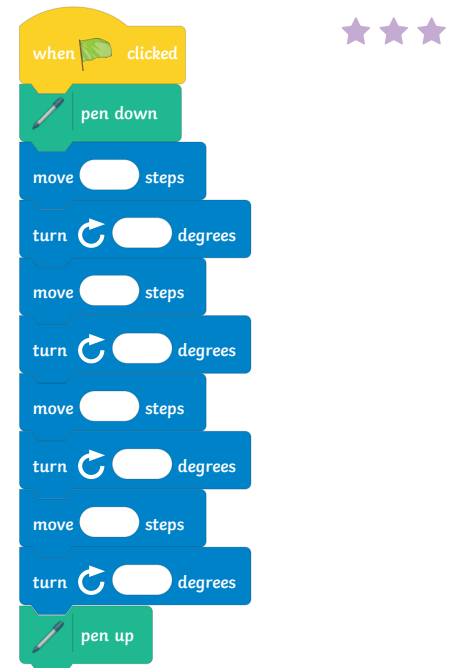 when clicked
pen down
move steps
turn degrees
move steps
turn degrees
move steps
turn degrees
move steps
turn degrees
pen up